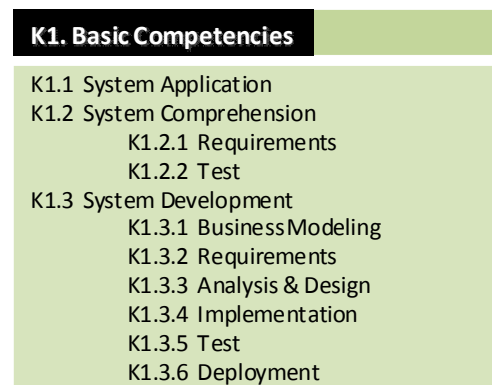 K1. Basic Competencies
K1.1 System Application
K1.2 System Comprehension
K1.2.1 Requirements
K1.2.2 Test
K1.3 System Development
K1.3.1 Business Modeling
K1.3.2 Requirements
K1.3.3 Analysis & Design
K1.3.4 Implementation
K1.3.5 Test
K1.3.6 Deployment